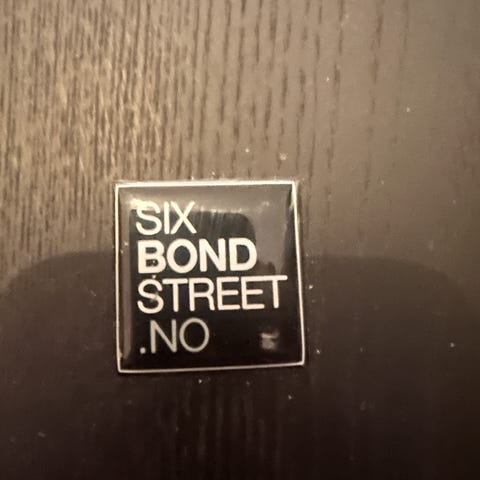 SIX
BOND
STREET
.NO